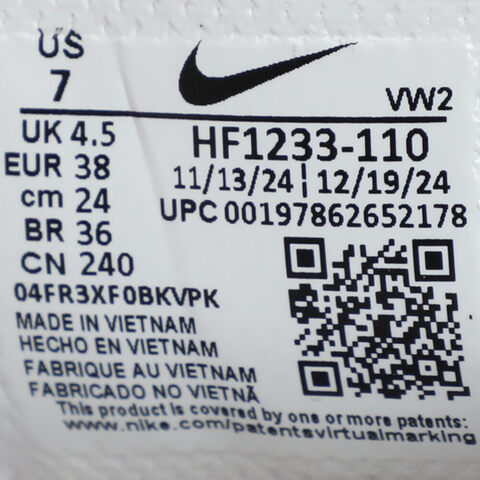 US
7
VW2
UK 4.5
HF1233-110
EUR 38
11/13/24 | 12/19/24
cm 24
UPC 00197862652178
BR 36
CN 240
04FR3XF0BKVPK
MADE IN VIETNAM
HECHO EN VIETNAM
FABRIQUE AU VIETNAM
FABRICADO NO VIETNÃ
This product is covered by one or more patents:
www.nike.com/patentsvirtualmarking